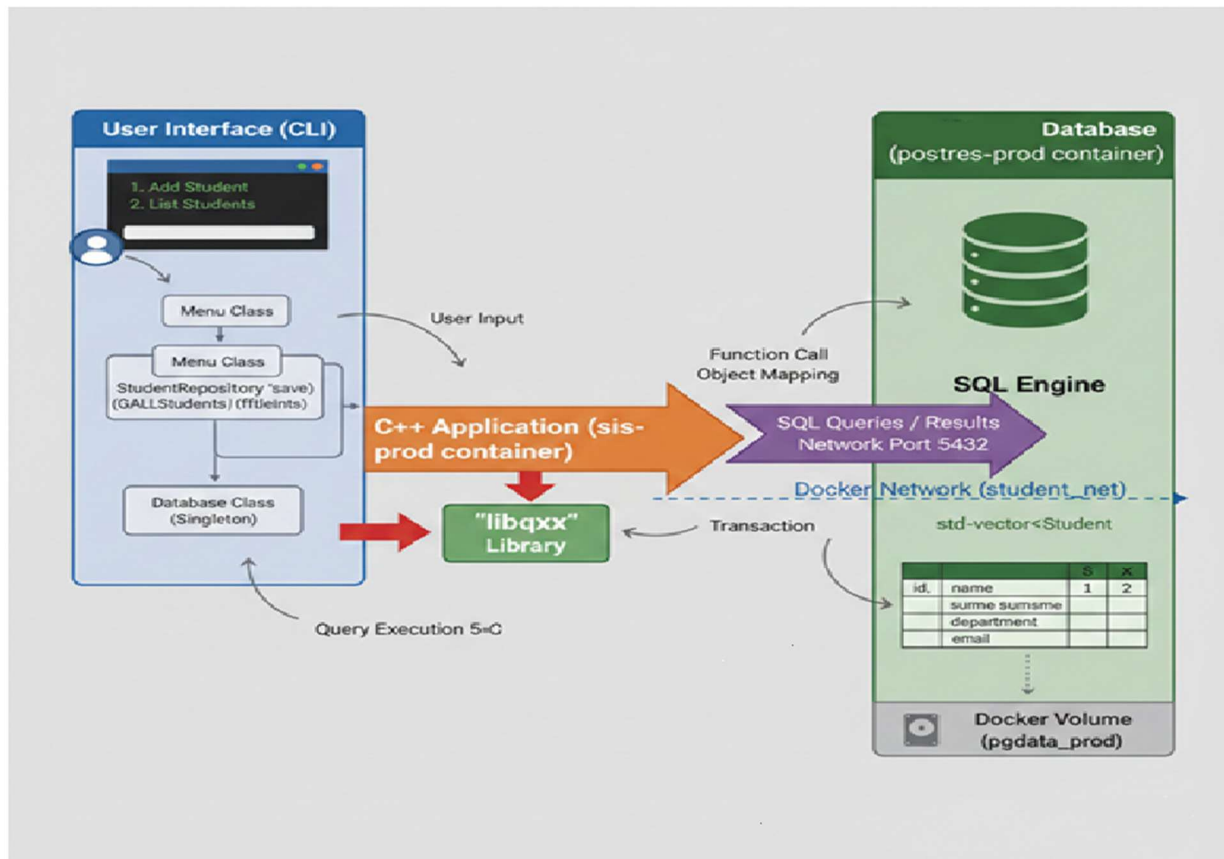 User Interface (CLI)
1. Add Student
2. List Students
Menu Class
Menu Class
StudentRepository "save)
(GALLStudents/
Database Class
(Singleton)
Query Execution 5=C
User Input
C++ Application (sis-
prod container)
"libqxx"
Library
Function Call
Object Mapping
SQL Queries / Results
Network Port 5432
Docker Network (student_net)
Transaction
Database
(postres-prod container)
SQL Engine
std-vector<Student
S X
id, name 1 2
surme sumsme
department
email
Docker Volume
(pgdata_prod)